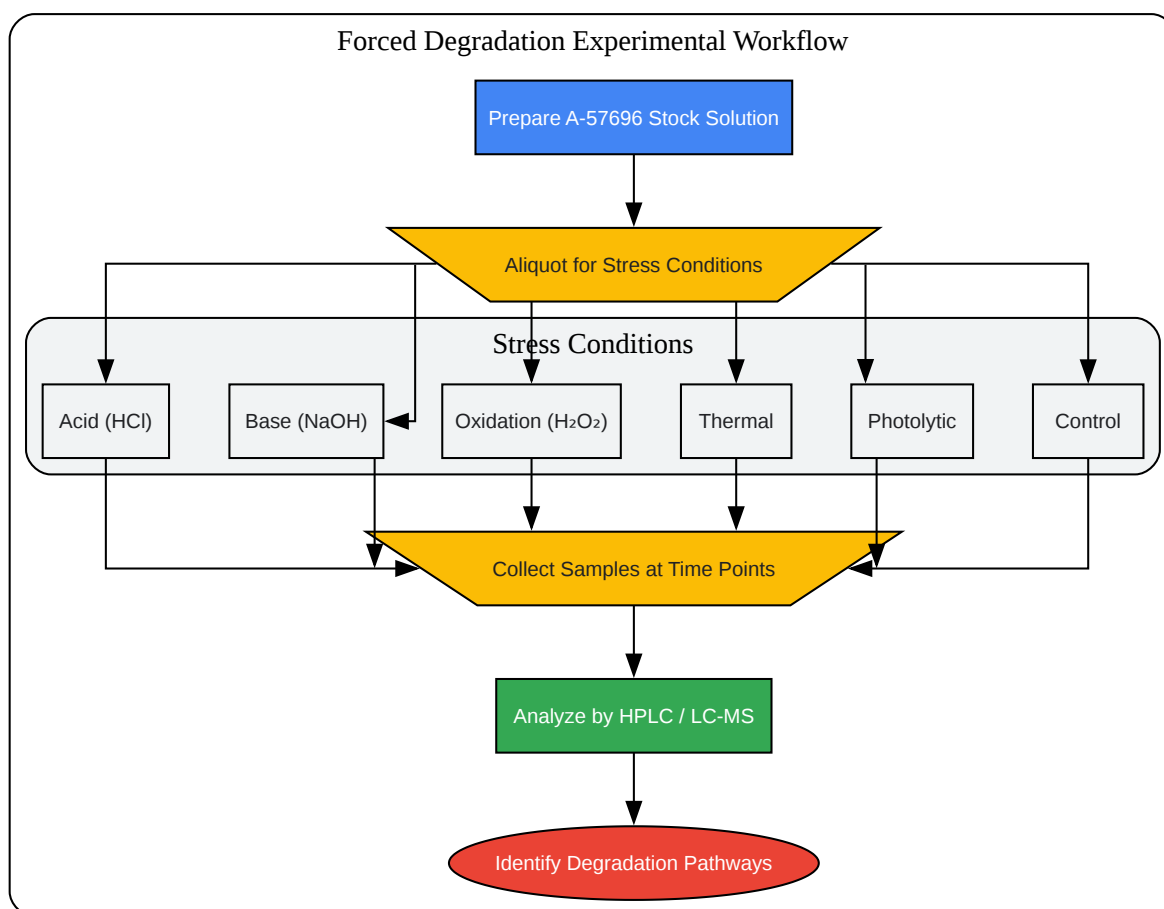 Forced Degradation Experimental Workflow
Prepare A-57696 Stock Solution
Aliquot for Stress Conditions
Stress Conditions
Acid (HCl)
Base (NaOH)
Oxidation (H₂O₂)
Thermal
Photolytic
Control
Collect Samples at Time Points
Analyze by HPLC / LC-MS
Identify Degradation Pathways